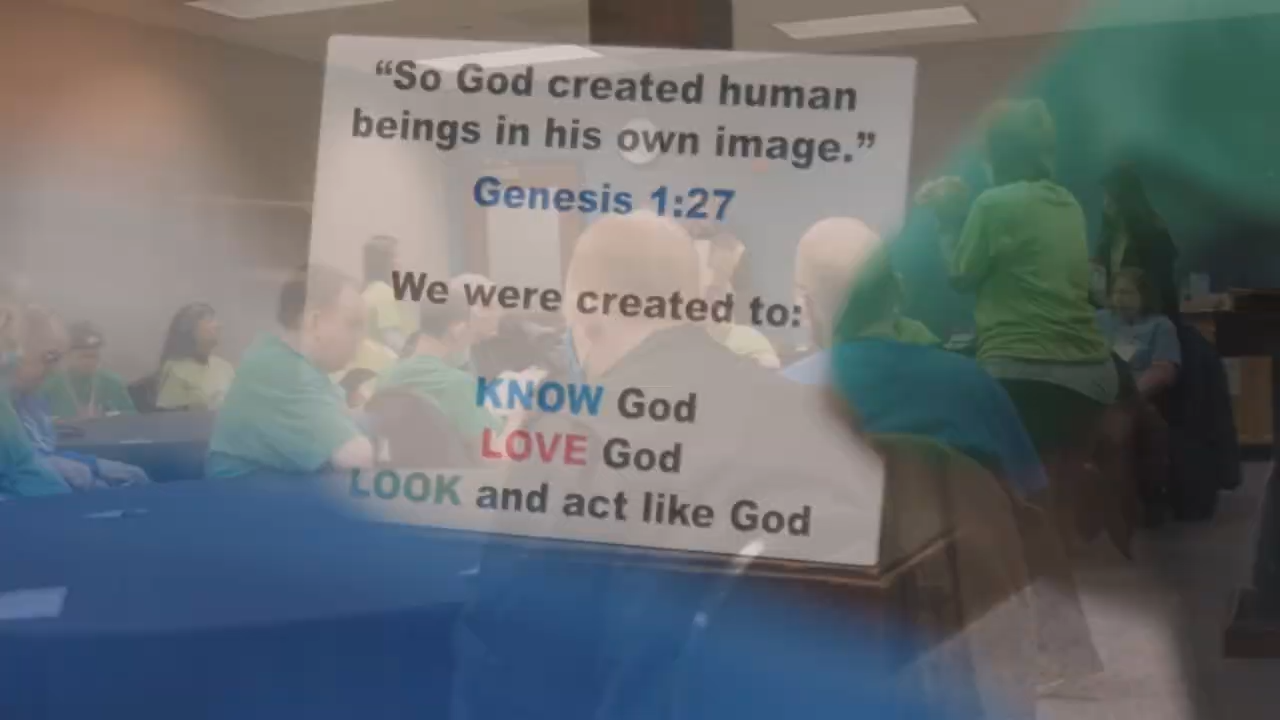 “So God created human
beings in his own image.”
Genesis 1:27
We were created to:
KNOW God
LOVE God
LOOK and act like God